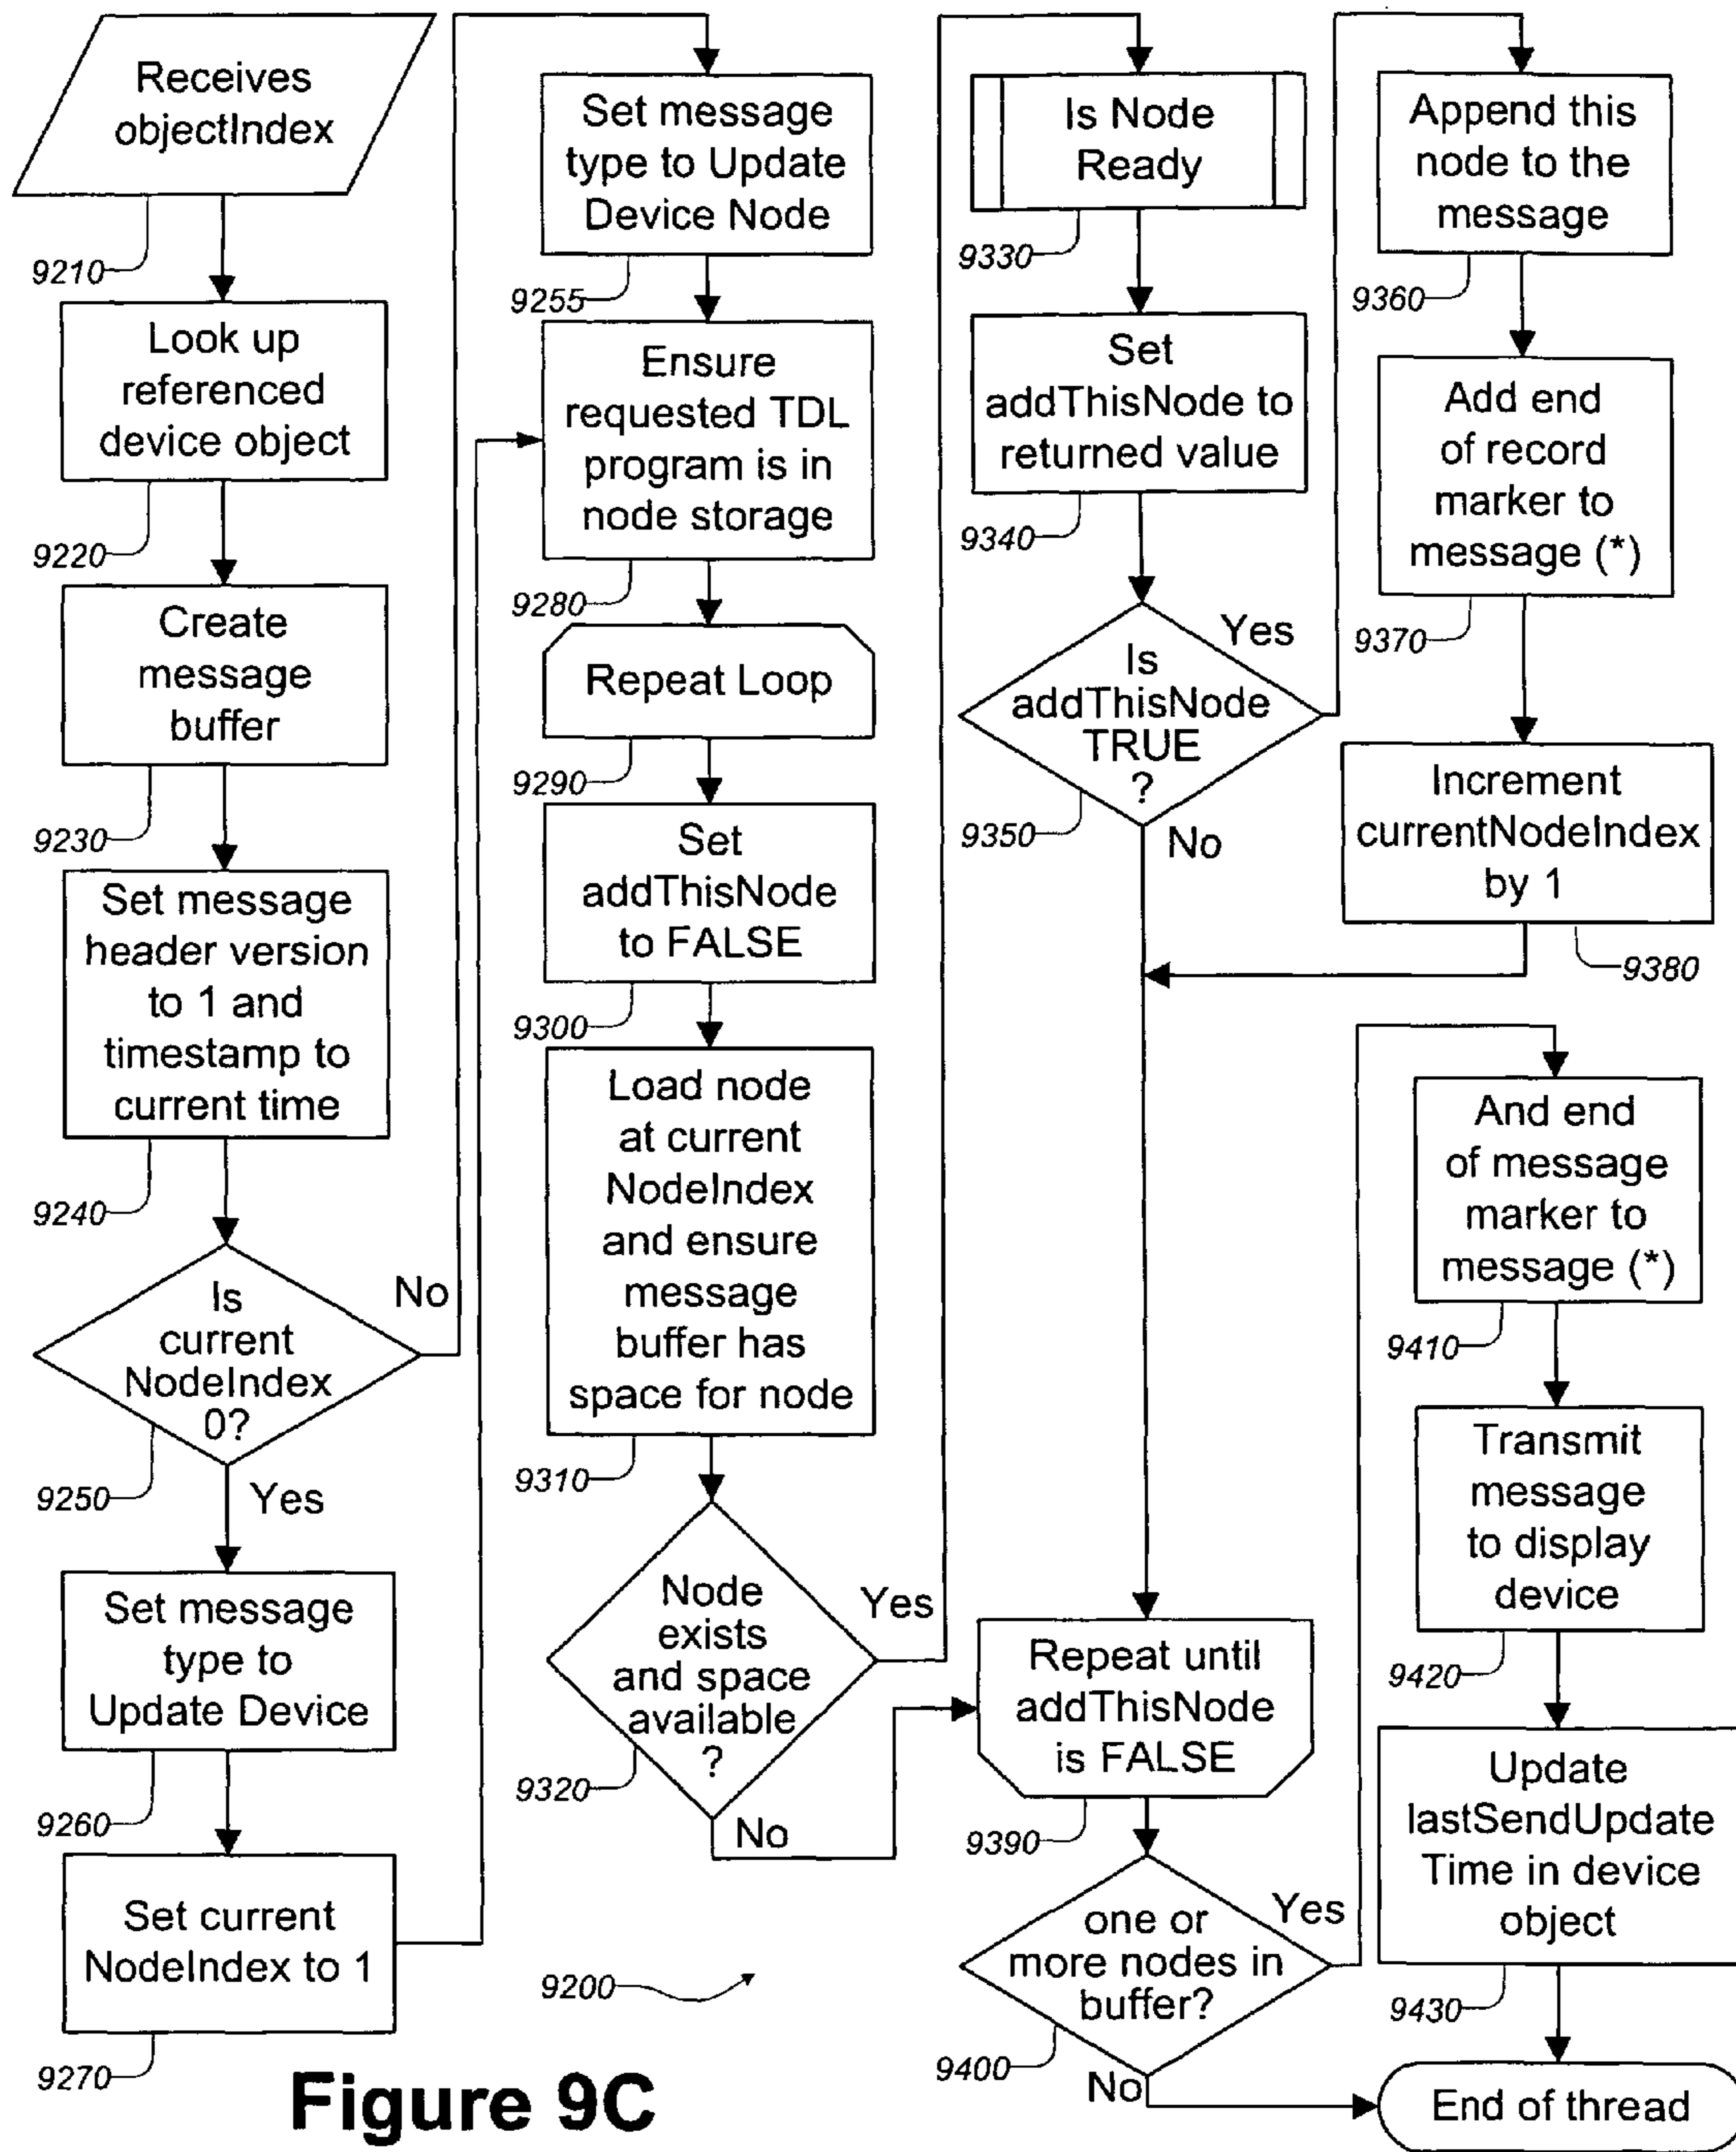 Receives
objectIndex
9210
Look up
referenced
device object
9220
Create
message
buffer
9230
Set message
header version
to 1 and
timestamp to
current time
9240
Is
current
NodeIndex
0?
No
9250
Yes
Set message
type to
Update Device
9260
Set current
NodeIndex to 1
9270
Set message
type to Update
Device Node
9255
Ensure
requested TDL
program is in
node storage
9280
Repeat Loop
9290
Set
addThisNode
to FALSE
9300
Load node
at current
NodeIndex
and ensure
message
buffer has
space for node
9310
Node
exists
and space
available
?
Yes
9320
No
9200
Is Node
Ready
9330
Set
addThisNode to
returned value
9340
Is
addThisNode
TRUE
?
Yes
9350
No
Repeat until
addThisNode
is FALSE
9390
one or
more nodes in
buffer?
Yes
9400
No
Append this
node to the
message
9360
Add end
of record
marker to
message (*)
9370
Increment
currentNodeIndex
by 1
9380
And end
of message
marker to
message (*)
9410
Transmit
message
to display
device
9420
Update
lastSendUpdate
Time in device
object
9430
End of thread
Figure 9C